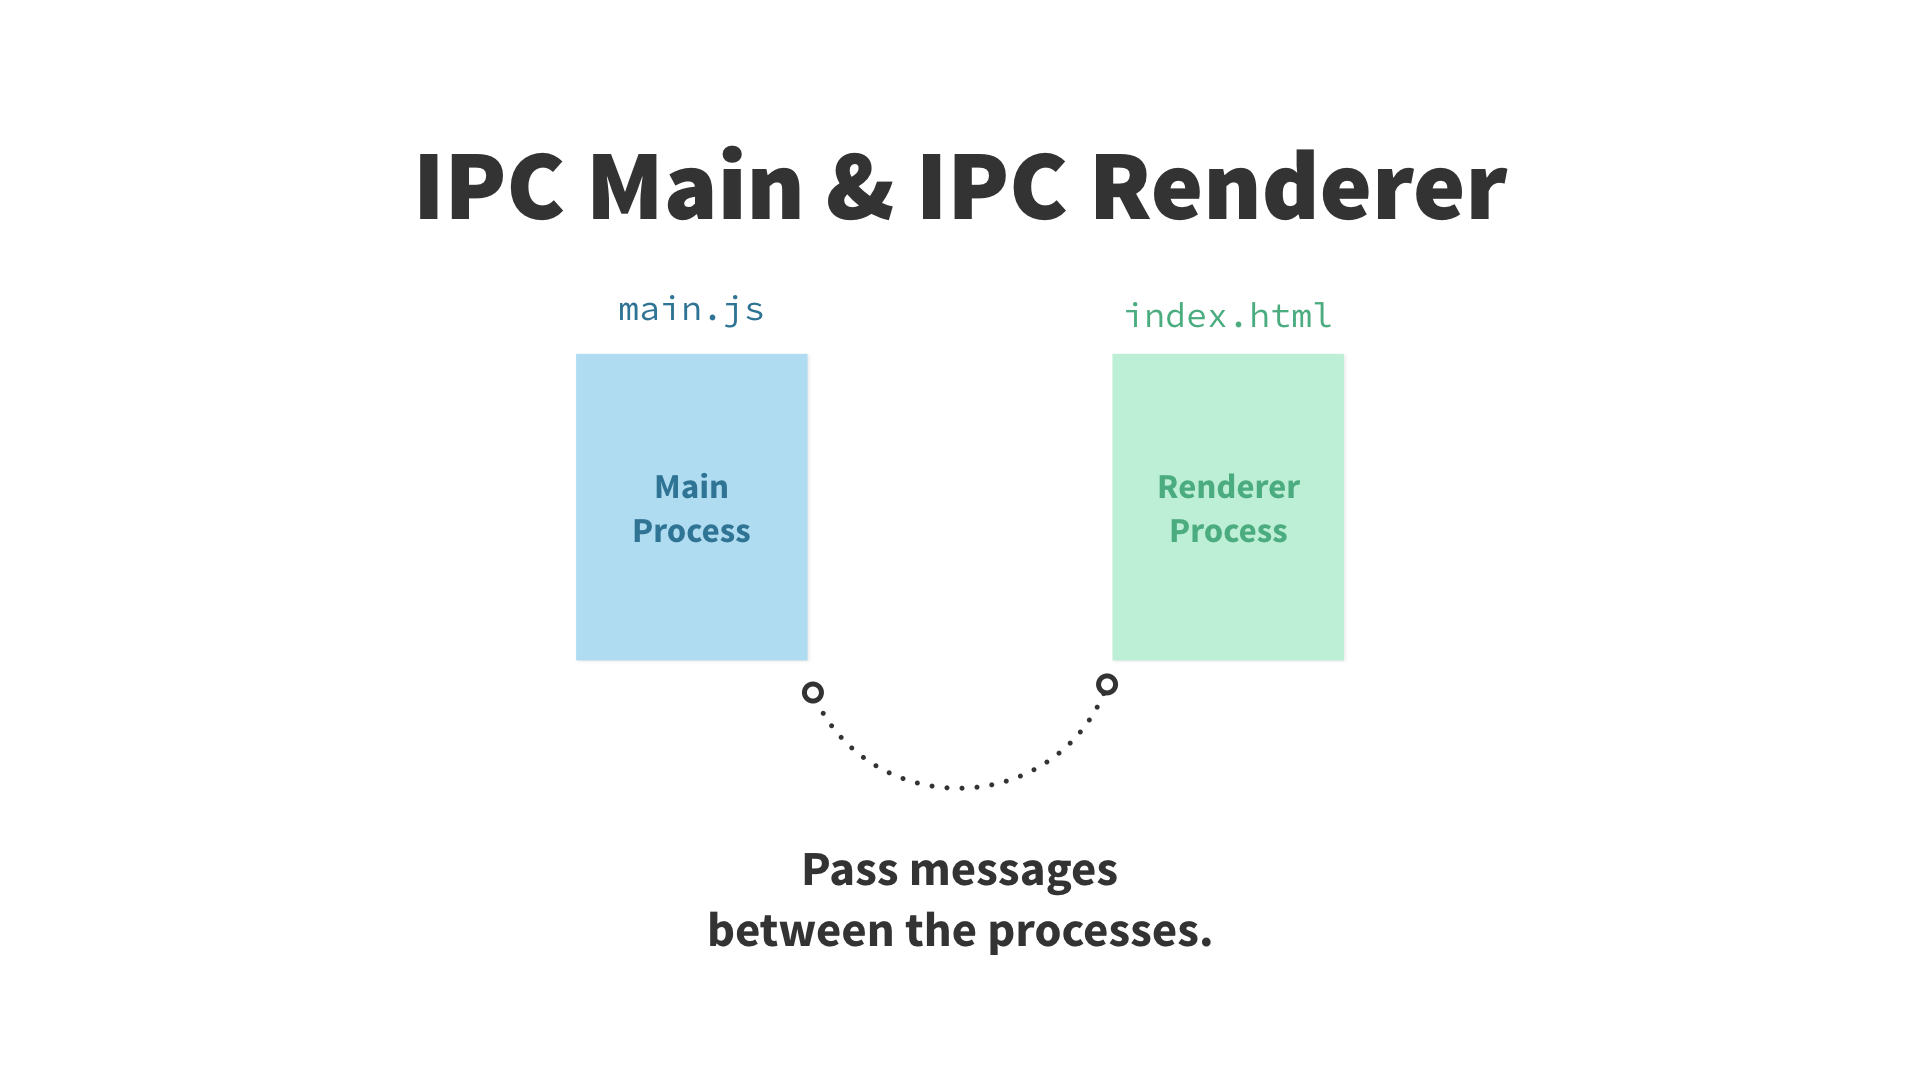 IPC Main & IPC Renderer
main.js
index.html
Main
Process
Renderer
Process
Pass messages
between the processes.